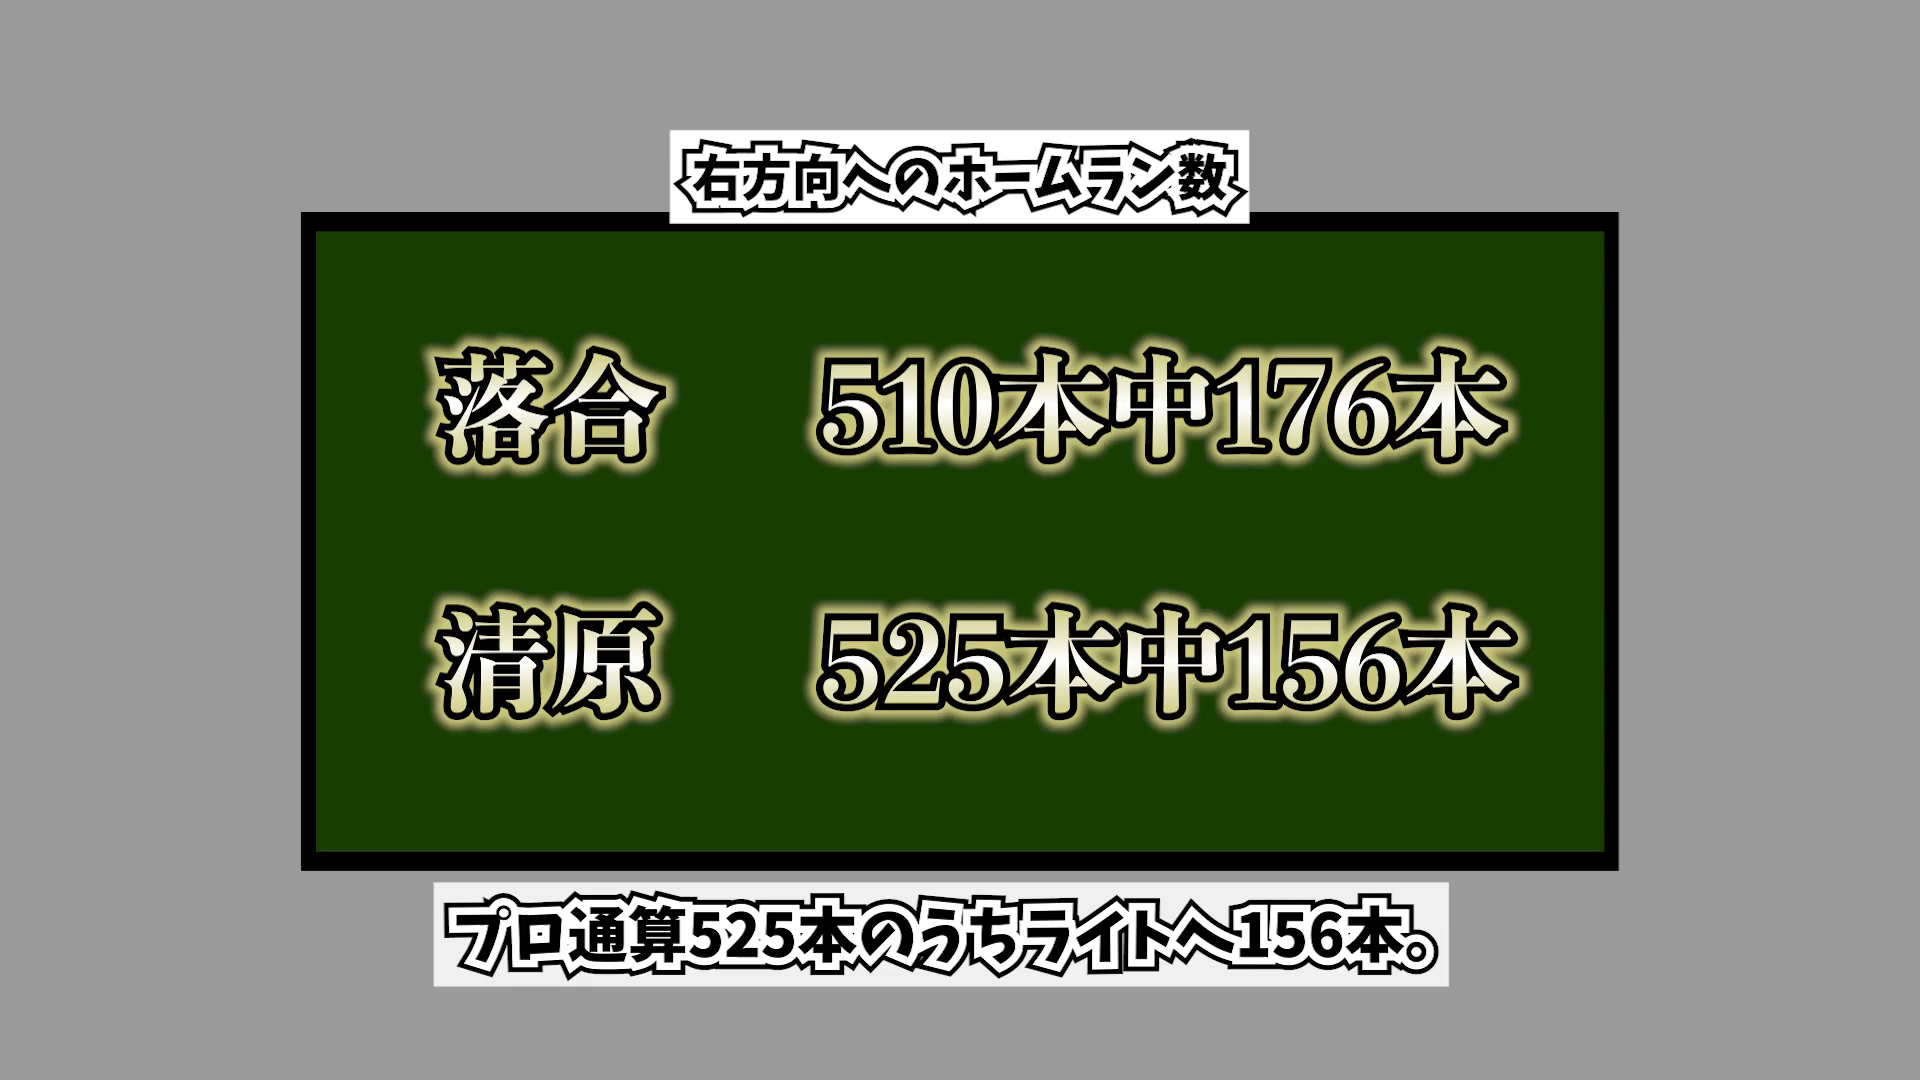 右方向へのホームラン数
落合 510本中176本
清原 525本中156本
プロ通算525本のうちライトへ156本。